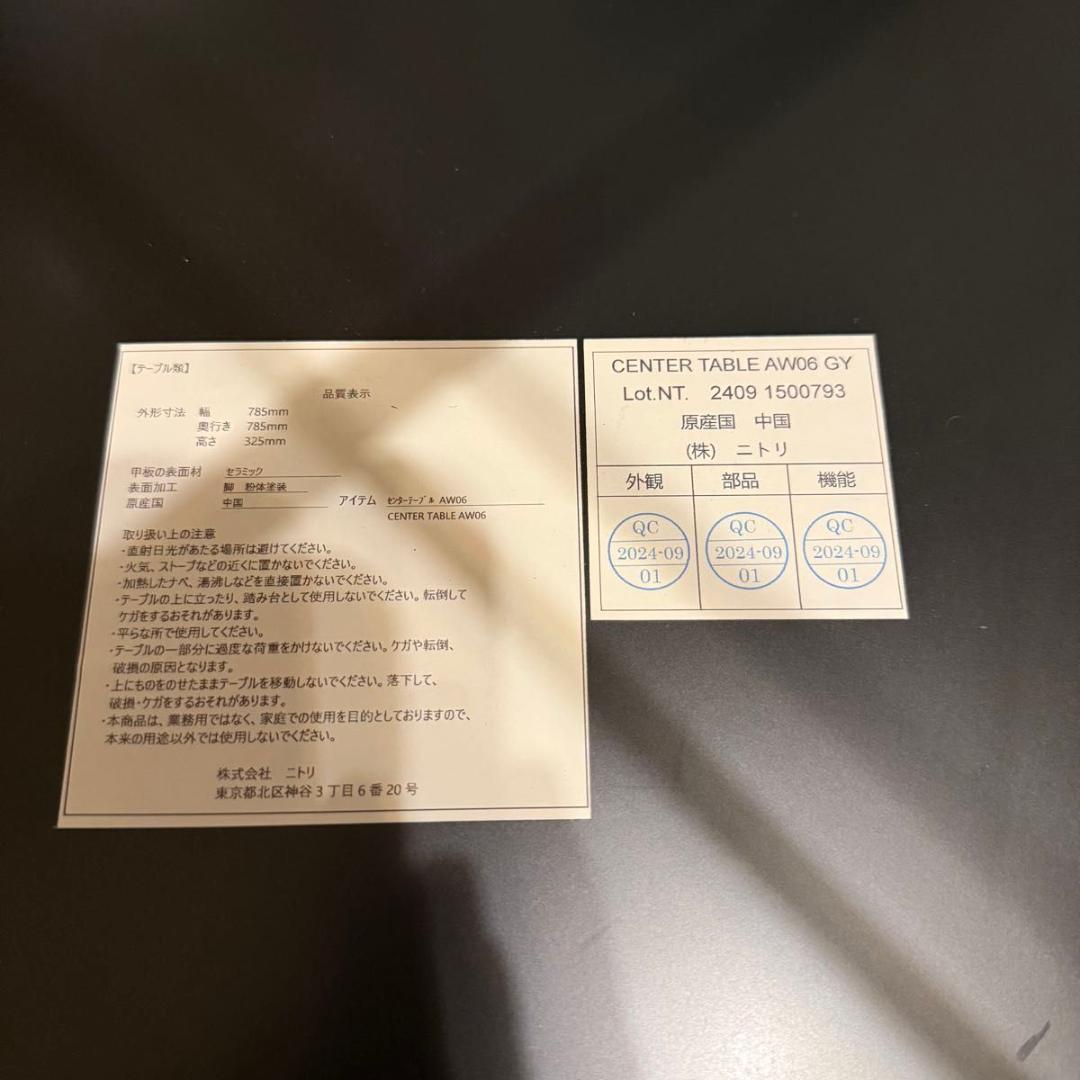 【テーブル類】
品質表示
外形寸法 幅 785mm
奥行き 785mm
高さ 325mm
甲板の表面材 セラミック
表面加工 脚 粉体塗装
原産国 中国 アイテム センターテーブル AW06
CENTER TABLE AW06
取り扱い上の注意
・直射日光があたる場所は避けてください。
・火気、ストーブなどの近くに置かないでください。
・加熱したナベ、湯沸しなどを直接置かないでください。
・テーブルの上に立ったり、踏み台として使用しないでください。転倒して
ケガをするおそれがあります。
・平らな所で使用してください。
・テーブルの一部分に過度な荷重をかけないでください。ケガや転倒、
破損の原因となります。
・上にものをのせたままテーブルを移動しないでください。落下して、
破損・ケガをするおそれがあります。
・本商品は、業務用ではなく、家庭での使用を目的としておりますので、
本来の用途以外では使用しないでください。
株式会社 ニトリ
東京都北区神谷3丁目6番20号
CENTER TABLE AW06 GY
Lot.NT. 2409 1500793
原産国 中国
(株) ニトリ
外観 部品 機能
QC QC QC
2024-09 2024-09 2024-09
01 01 01